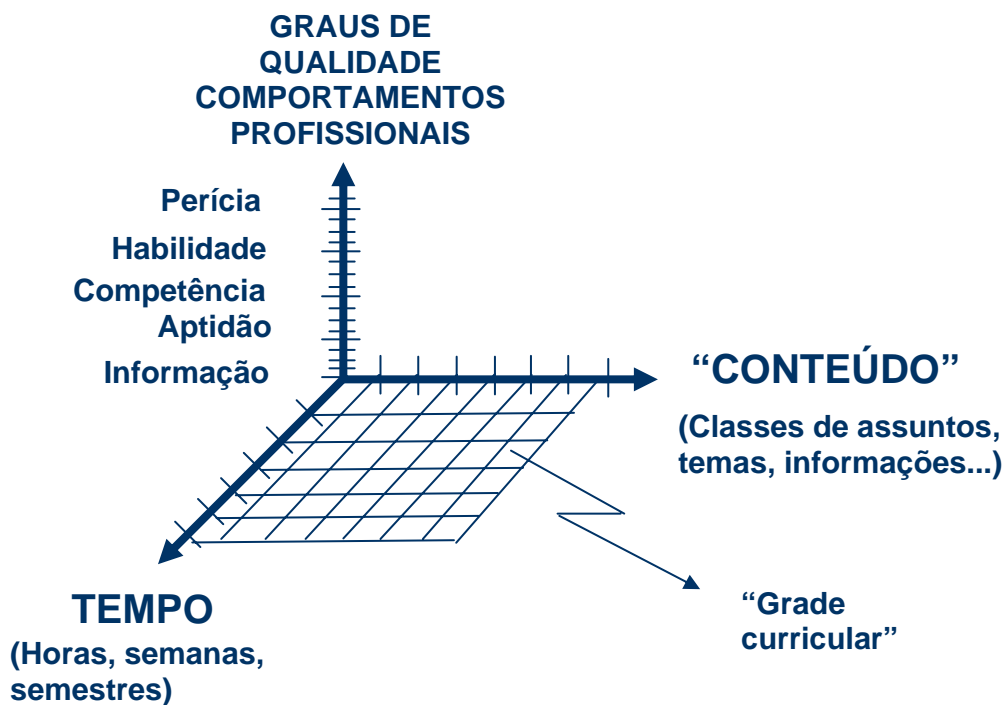 GRAUS DE
QUALIDADE
COMPORTAMENTOS
PROFISSIONAIS
Perícia
Habilidade
Competência
Aptidão
Informação
“CONTEÚDO”
(Classes de assuntos,
temas, informações...)
TEMPO
(Horas, semanas,
semestres)
“Grade
curricular”